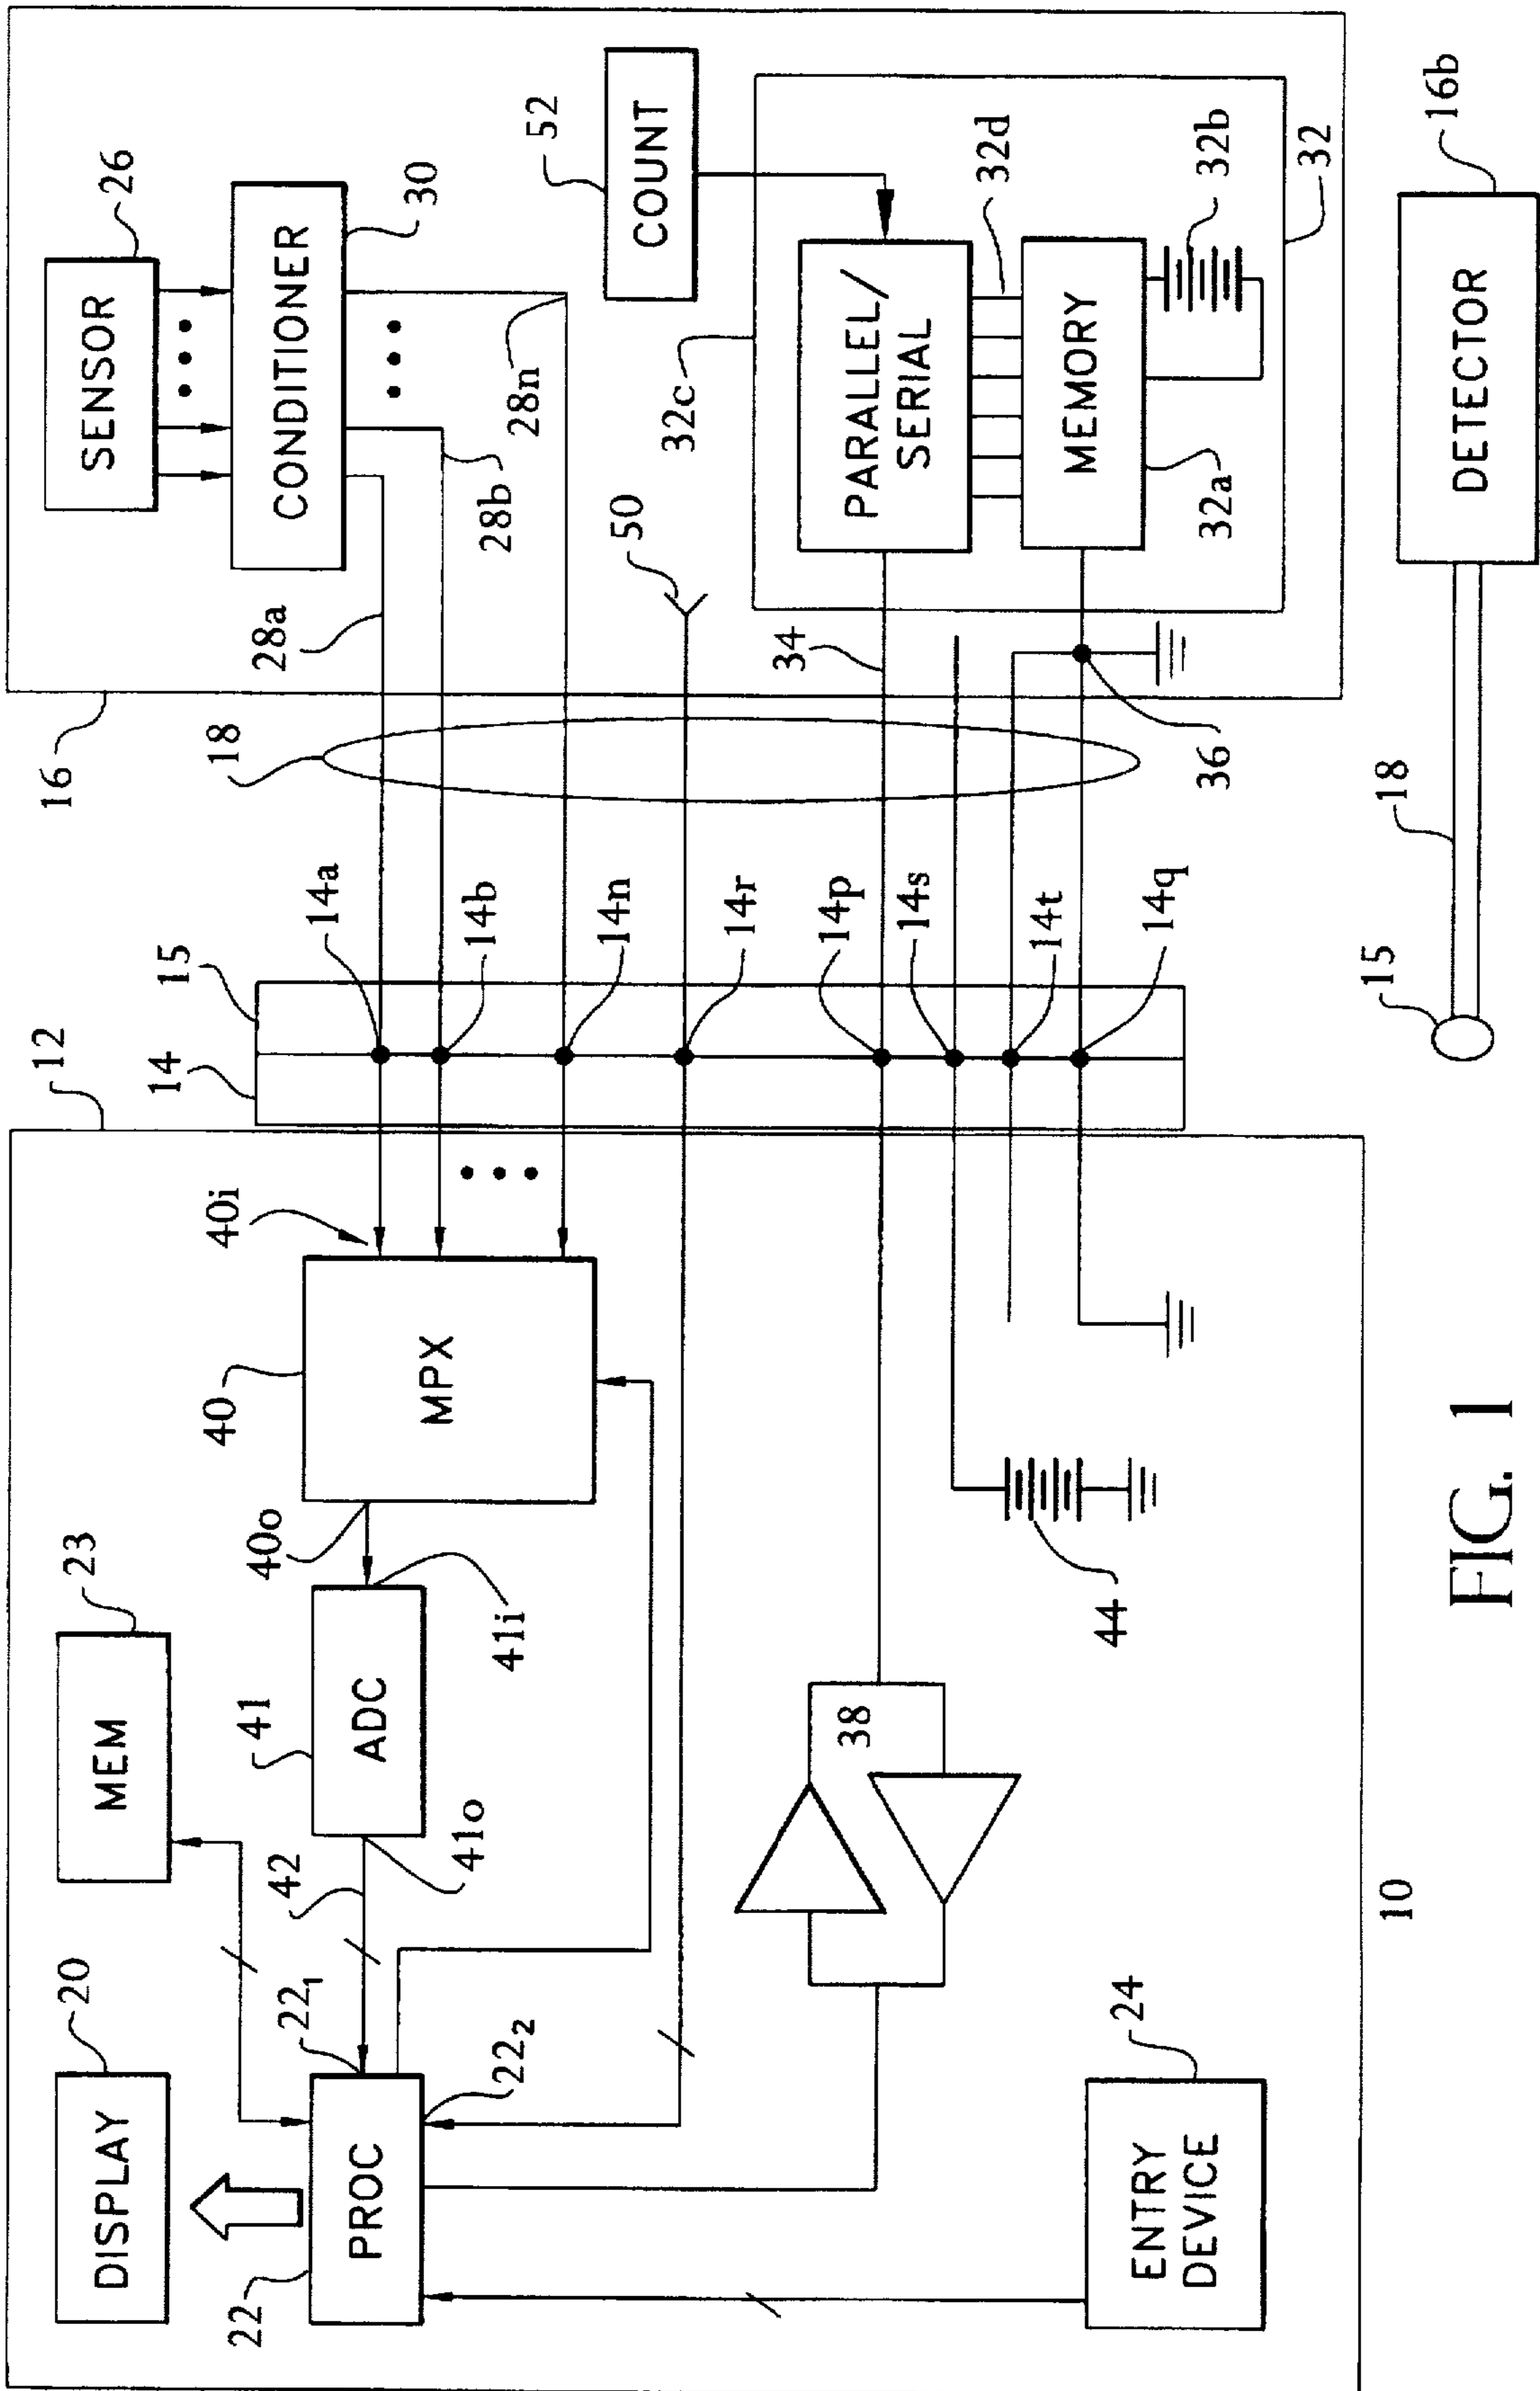 12
14
15
16
18
DISPLAY
20
MEM
23
SENSOR
26
22
PROC
22₁
22₂
42
41
ADC
41o
41i
40o
40
MPX
40i
14a
14b
14n
14r
14p
14s
14t
14q
28a
28b
28n
CONDITIONER
30
50
COUNT
52
32c
34
PARALLEL/
SERIAL
32d
MEMORY
32a
32b
32
36
38
44
ENTRY
DEVICE
24
10
FIG. 1
15
18
DETECTOR
16b